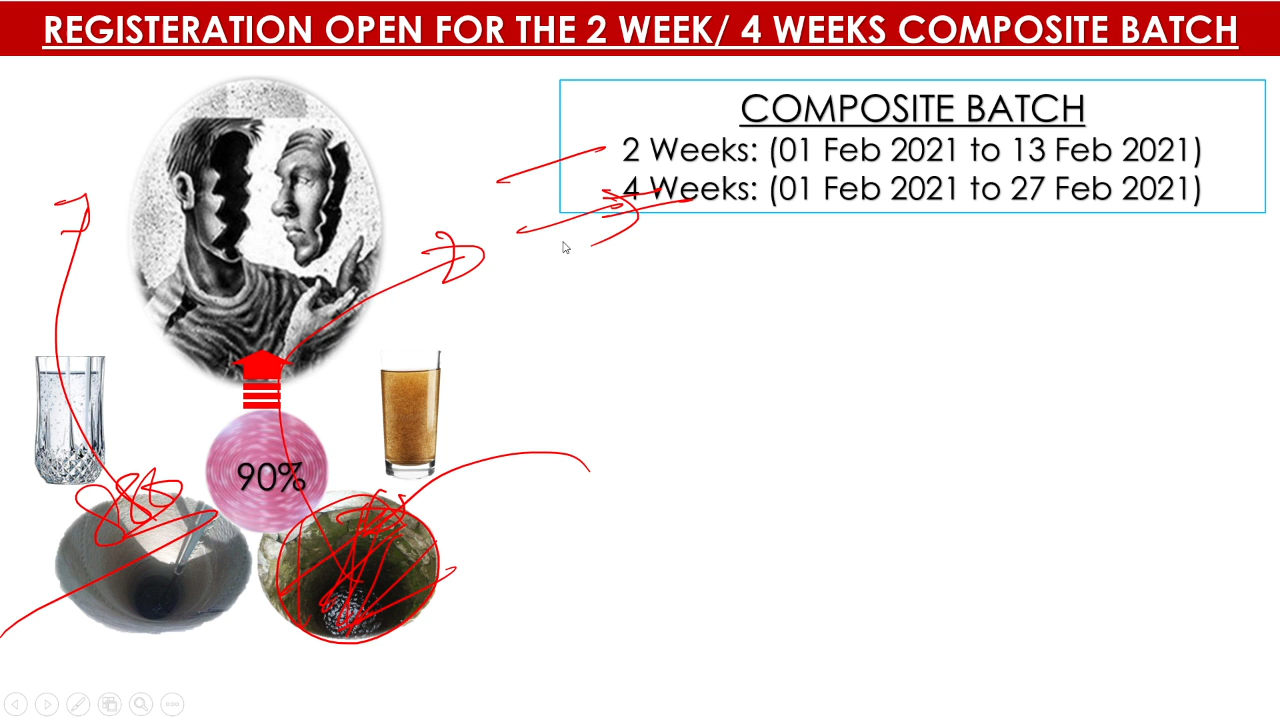 REGISTERATION OPEN FOR THE 2 WEEK/ 4 WEEKS COMPOSITE BATCH
COMPOSITE BATCH
2 Weeks: (01 Feb 2021 to 13 Feb 2021)
4 Weeks: (01 Feb 2021 to 27 Feb 2021)
90%